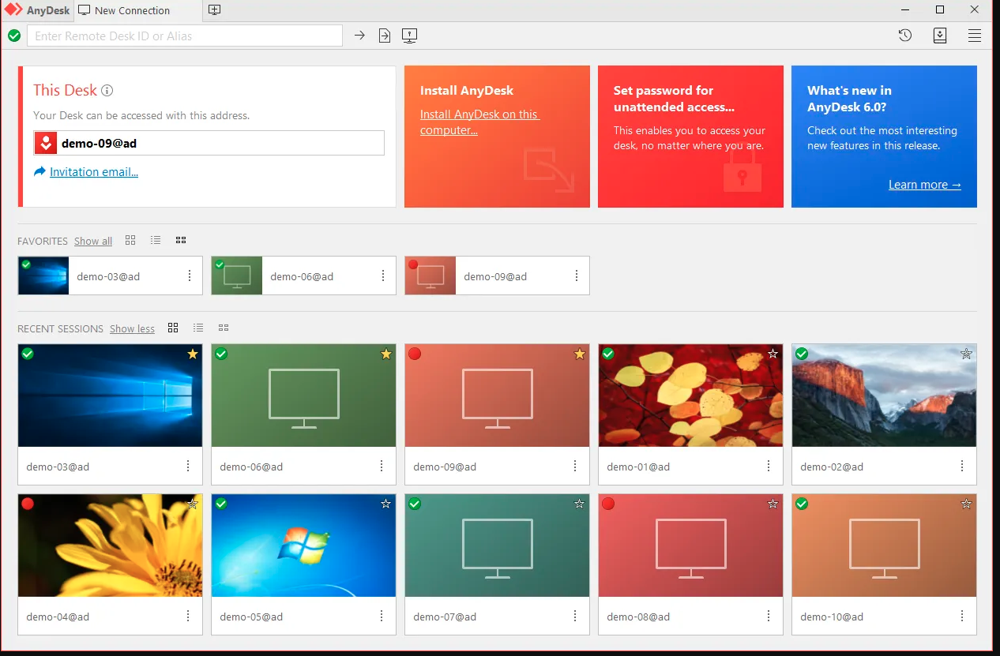 AnyDesk
New Connection
Enter Remote Desk ID or Alias
This Desk
Your Desk can be accessed with this address.
demo-09@ad
Invitation email...
Install AnyDesk
Install AnyDesk on this
computer...
Set password for
unattended access...
This enables you to access your
desk, no matter where you are.
What's new in
AnyDesk 6.0?
Check out the most interesting
new features in this release.
Learn more →
FAVORITES Show all
demo-03@ad
demo-06@ad
demo-09@ad
RECENT SESSIONS Show less
demo-03@ad
demo-06@ad
demo-09@ad
demo-01@ad
demo-02@ad
demo-04@ad
demo-05@ad
demo-07@ad
demo-08@ad
demo-10@ad